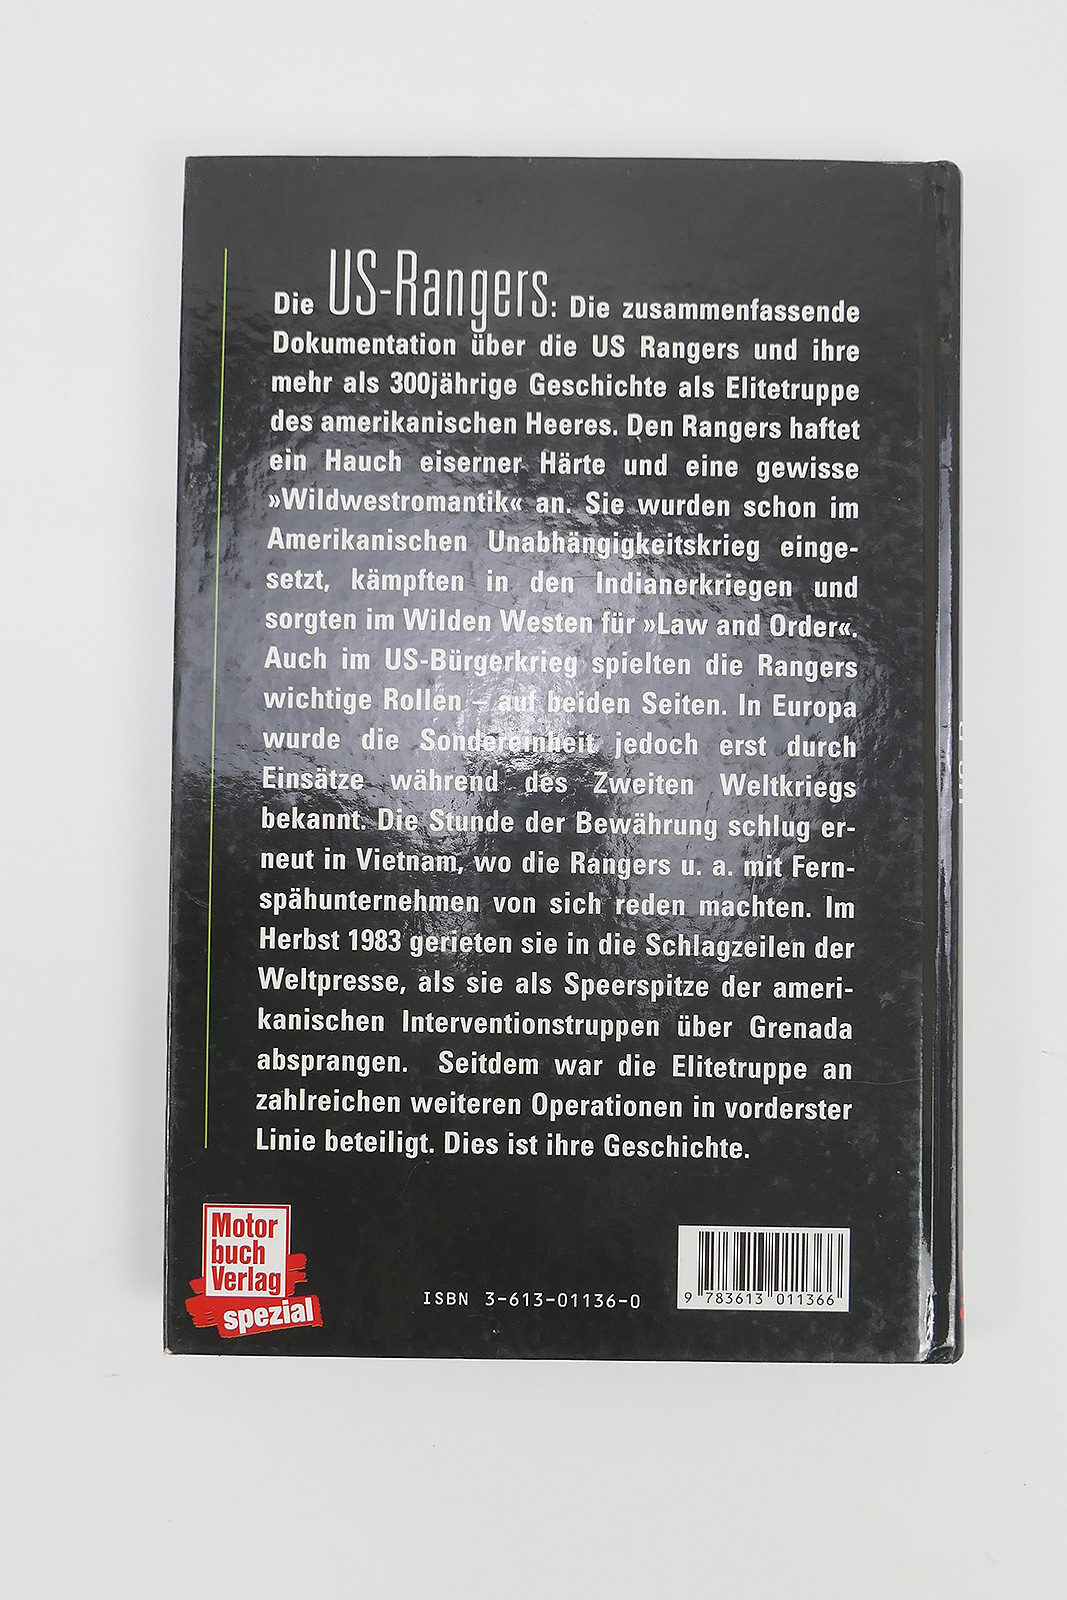 Die US-Rangers: Die zusammenfassende
Dokumentation über die US Rangers und ihre
mehr als 300jährige Geschichte als Elitetruppe
des amerikanischen Heeres. Den Rangers haftet
ein Hauch eiserner Härte und eine gewisse
»Wildwestromantik« an. Sie wurden schon im
Amerikanischen Unabhängigkeitskrieg einge-
setzt, kämpften in den Indianerkriegen und
sorgten im Wilden Westen für »Law and Order«.
Auch im US-Bürgerkrieg spielten die Rangers
wichtige Rollen – auf beiden Seiten. In Europa
wurde die Sondereinheit jedoch erst durch
Einsätze während des Zweiten Weltkriegs
bekannt. Die Stunde der Bewährung schlug er-
neut in Vietnam, wo die Rangers u. a. mit Fern-
spähunternehmen von sich reden machten. Im
Herbst 1983 gerieten sie in die Schlagzeilen der
Weltpresse, als sie als Speerspitze der ameri-
kanischen Interventionstruppen über Grenada
absprangen. Seitdem war die Elitetruppe an
zahlreichen weiteren Operationen in vorderster
Linie beteiligt. Dies ist ihre Geschichte.
Motor
buch
Verlag
spezial
ISBN 3-613-01136-0
9 783613 011366